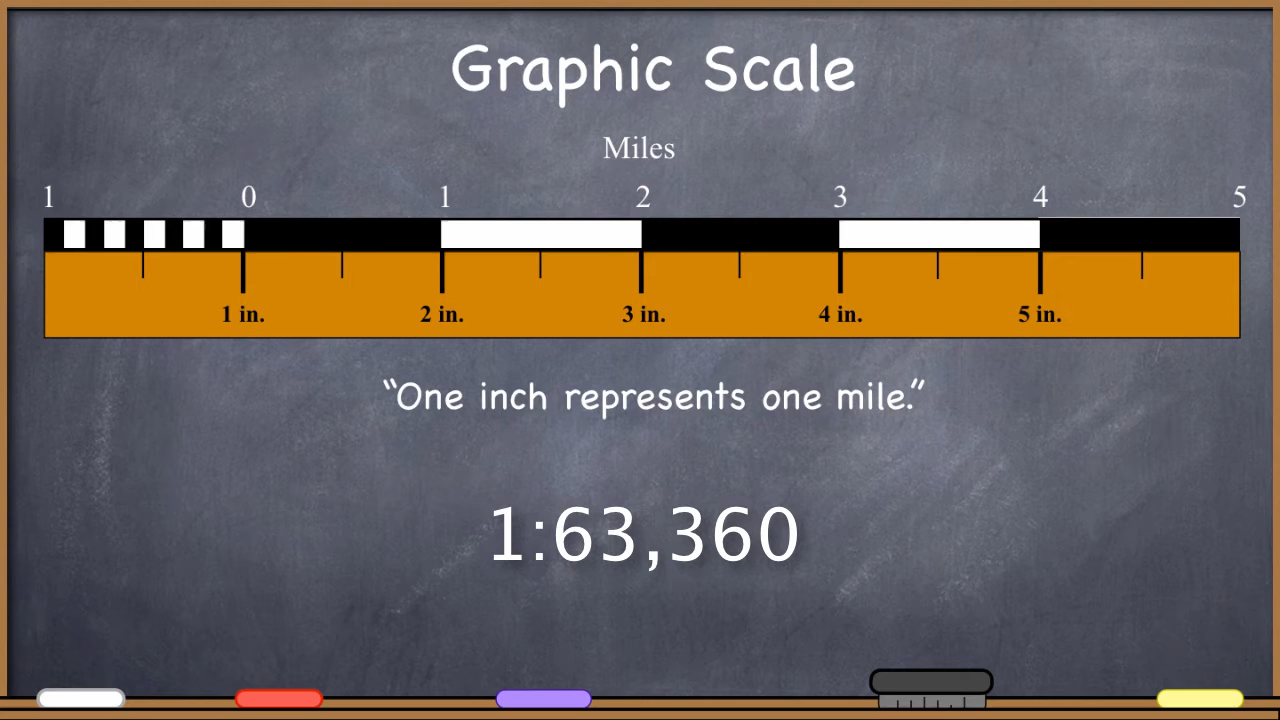 Graphic Scale
Miles
1 0 1 2 3 4 5
1 in. 2 in. 3 in. 4 in. 5 in.
“One inch represents one mile.”
1:63,360